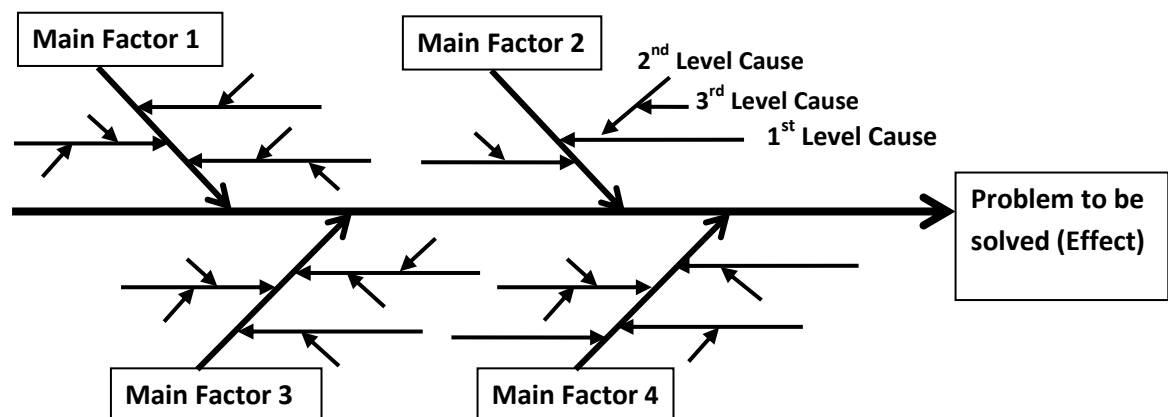 Main Factor 1
Main Factor 2
2nd Level Cause
3rd Level Cause
1st Level Cause
Problem to be
solved (Effect)
Main Factor 3
Main Factor 4